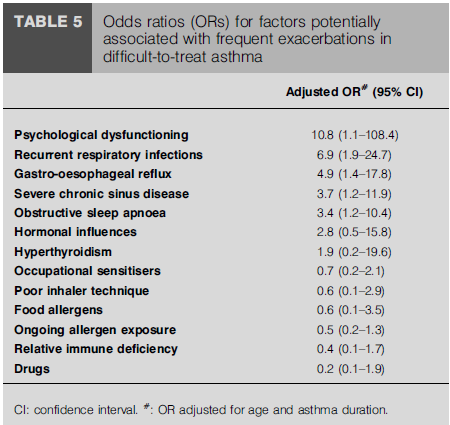 TABLE 5
Odds ratios (ORs) for factors potentially
associated with frequent exacerbations in
difficult-to-treat asthma
Adjusted OR# (95% CI)
Psychological dysfunctioning 10.8 (1.1–108.4)
Recurrent respiratory infections 6.9 (1.9–24.7)
Gastro-oesophageal reflux 4.9 (1.4–17.8)
Severe chronic sinus disease 3.7 (1.2–11.9)
Obstructive sleep apnoea 3.4 (1.2–10.4)
Hormonal influences 2.8 (0.5–15.8)
Hyperthyroidism 1.9 (0.2–19.6)
Occupational sensitisers 0.7 (0.2–2.1)
Poor inhaler technique 0.6 (0.1–2.9)
Food allergens 0.6 (0.1–3.5)
Ongoing allergen exposure 0.5 (0.2–1.3)
Relative immune deficiency 0.4 (0.1–1.7)
Drugs 0.2 (0.1–1.9)
CI: confidence interval. #: OR adjusted for age and asthma duration.